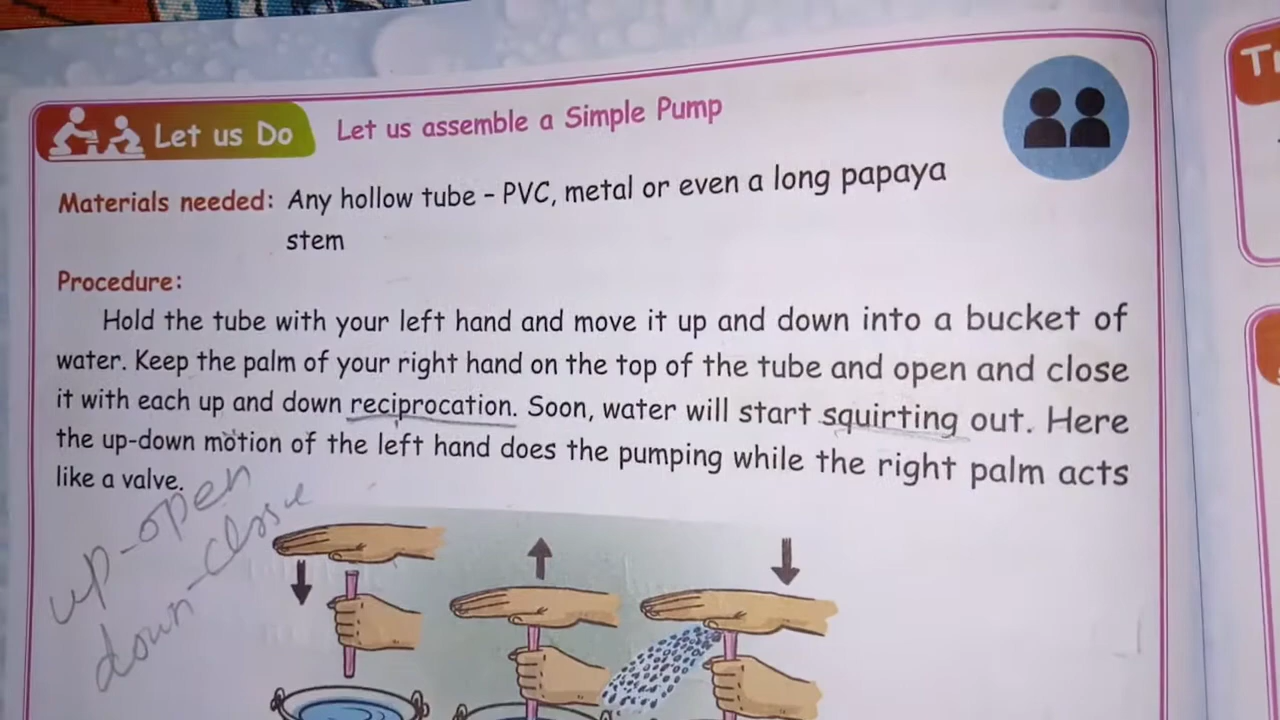 Let us Do
Let us assemble a Simple Pump
Materials needed: Any hollow tube - PVC, metal or even a long papaya
stem
Procedure:
Hold the tube with your left hand and move it up and down into a bucket of
water. Keep the palm of your right hand on the top of the tube and open and close
it with each up and down reciprocation. Soon, water will start squirting out. Here
the up-down motion of the left hand does the pumping while the right palm acts
like a valve.
up-open
down-close